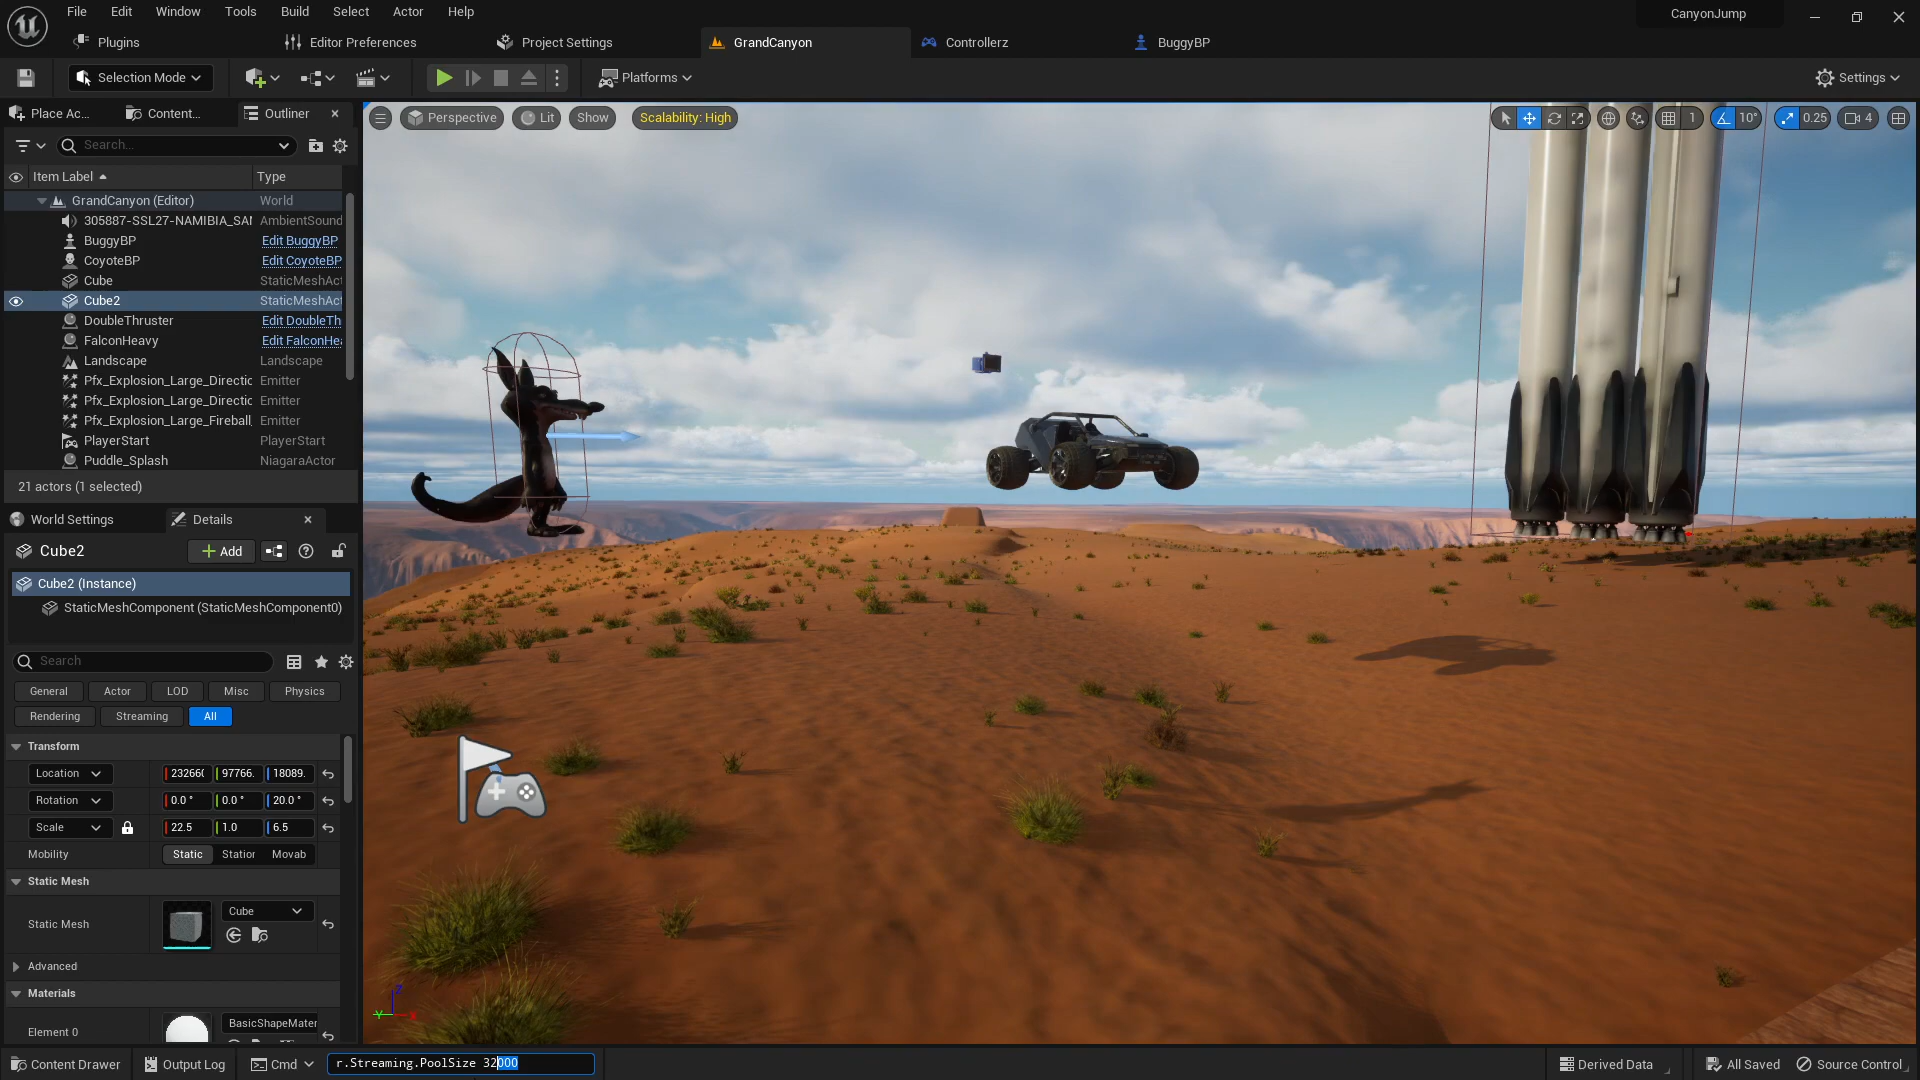 File Edit Window Tools Build Select Actor Help CanyonJump
Plugins Editor Preferences Project Settings GrandCanyon Controllerz BuggyBP
Selection Mode Platforms Settings
Place Ac... Content... Outliner
Perspective Lit Show Scalability: High 1 10° 0.25 4
Search...
Item Label Type
GrandCanyon (Editor) World
305887-SSL27-NAMIBIA_SAI AmbientSound
BuggyBP Edit BuggyBP
CoyoteBP Edit CoyoteBP
Cube StaticMeshAct
Cube2 StaticMeshAct
DoubleThruster Edit DoubleTh
FalconHeavy Edit FalconHea
Landscape Landscape
Pfx_Explosion_Large_Directic Emitter
Pfx_Explosion_Large_Directic Emitter
Pfx_Explosion_Large_Fireball_ Emitter
PlayerStart PlayerStart
Puddle_Splash NiagaraActor
21 actors (1 selected)
World Settings Details
Cube2 Add
Cube2 (Instance)
StaticMeshComponent (StaticMeshComponent0)
Search
General Actor LOD Misc Physics
Rendering Streaming All
Transform
Location 23266( 97766. 18089.
Rotation 0.0 ° 0.0 ° 20.0 °
Scale 22.5 1.0 6.5
Mobility Static Station Movab
Static Mesh
Static Mesh Cube
Advanced
Materials
Element 0 BasicShapeMater
Z
Y X
Content Drawer Output Log Cmd r.Streaming.PoolSize 32000 Derived Data All Saved Source Control